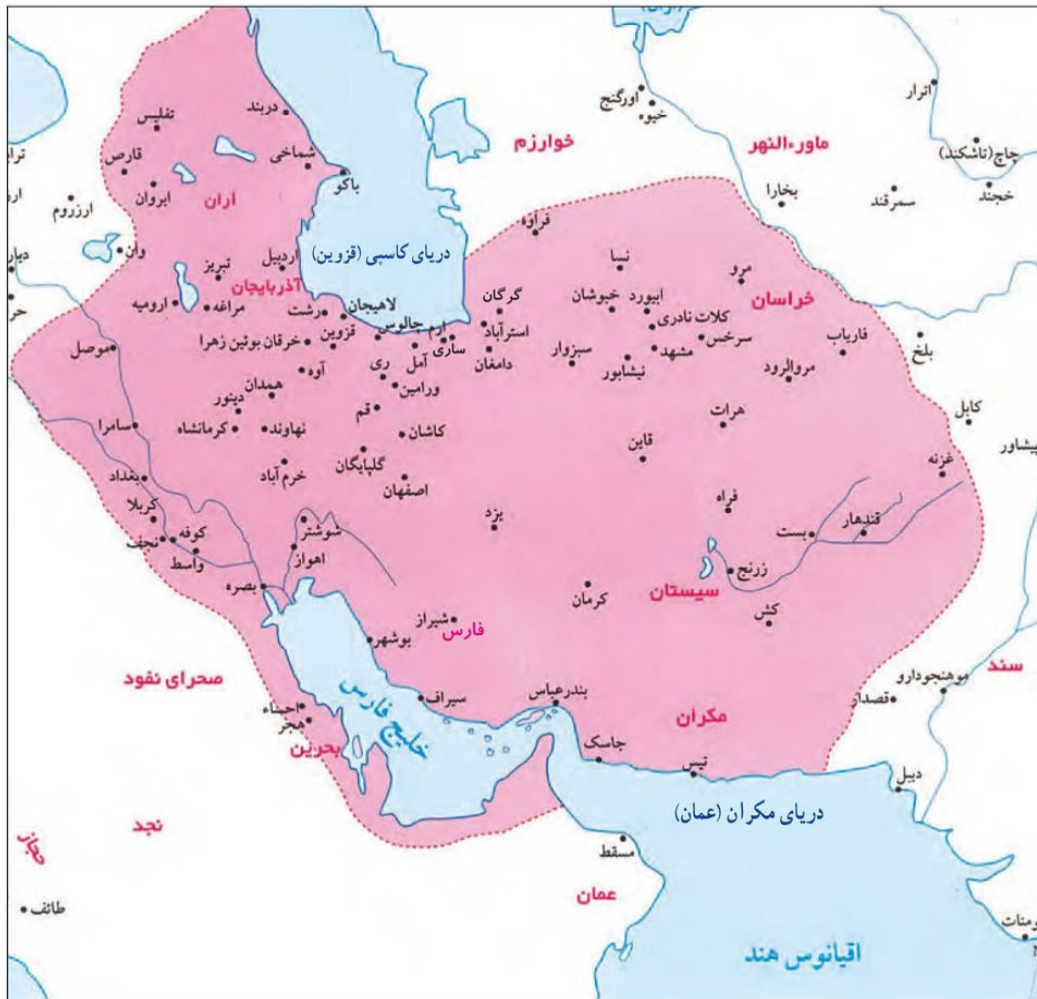 دربند
اورگنج
خیوه
اترار
تفلیس
خوارزم
ماوراءالنهر
چاچ (تاشکند)
قارص
شماخی
باکو
بخارا
سمرقند
خجند
ارزروم
ایروان
اران
فراوه
وان
اردبیل
دریای کاسپی (قزوین)
نسا
مرو
تبریز
آذربایجان
خراسان
ارومیه
مراغه
رشت
لاهیجان
گرگان
خبوشان
ابیورد
کلات نادری
موصل
خرقان بوئین زهرا
قزوین
چالوس
ارم
ساری
استرآباد
سبزوار
مشهد
سرخس
فاریاب
بلخ
آوه
ری
آمل
دامغان
نیشابور
مروالرود
همدان
ورامین
دینور
قم
سامرا
کرمانشاه
نهاوند
کاشان
هرات
کابل
گلپایگان
قاین
پیشاور
بغداد
خرم‌آباد
اصفهان
غزنه
کربلا
شوشتر
یزد
فراه
قندهار
نجف
کوفه
واسط
اهواز
بست
بصره
کرمان
سیستان
زرنج
شیراز
فارس
کش
بوشهر
سند
صحرای نفود
سیراف
بندرعباس
موهنجودارو
قصدار
احساء
هجر
خلیج فارس
مکران
بحرین
جاسک
تیس
دیبل
نجد
دریای مکران (عمان)
حجاز
مسقط
عمان
طائف
اقیانوس هند